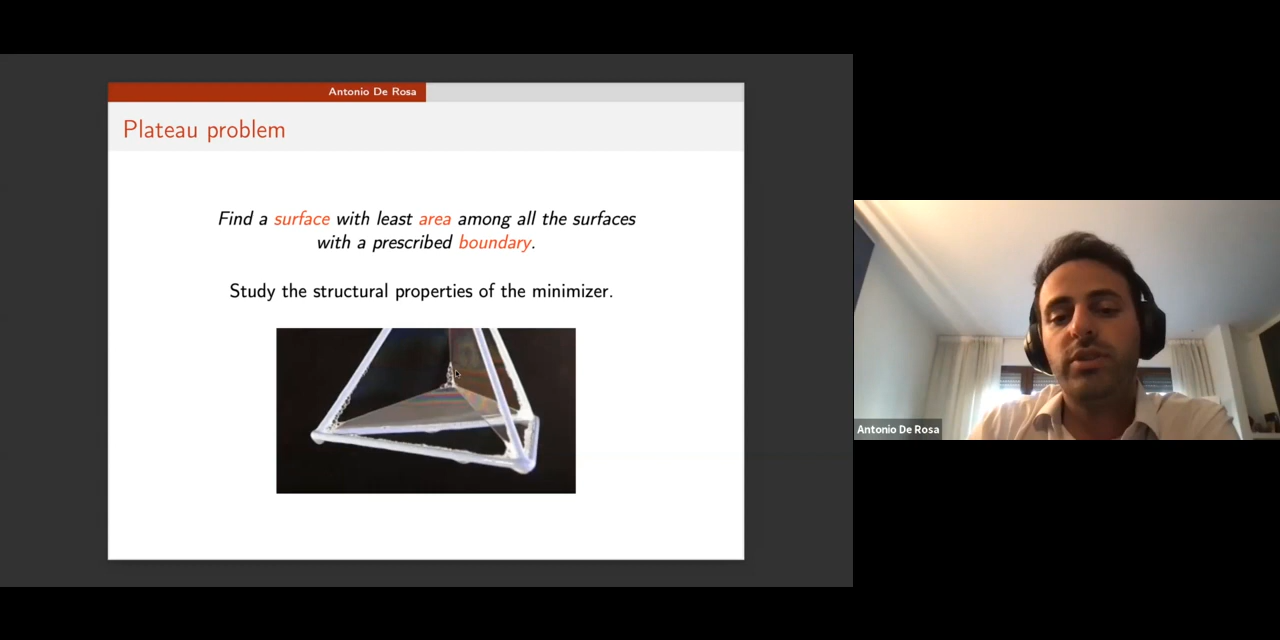 Antonio De Rosa
Plateau problem
Find a surface with least area among all the surfaces
with a prescribed boundary.
Study the structural properties of the minimizer.
Antonio De Rosa